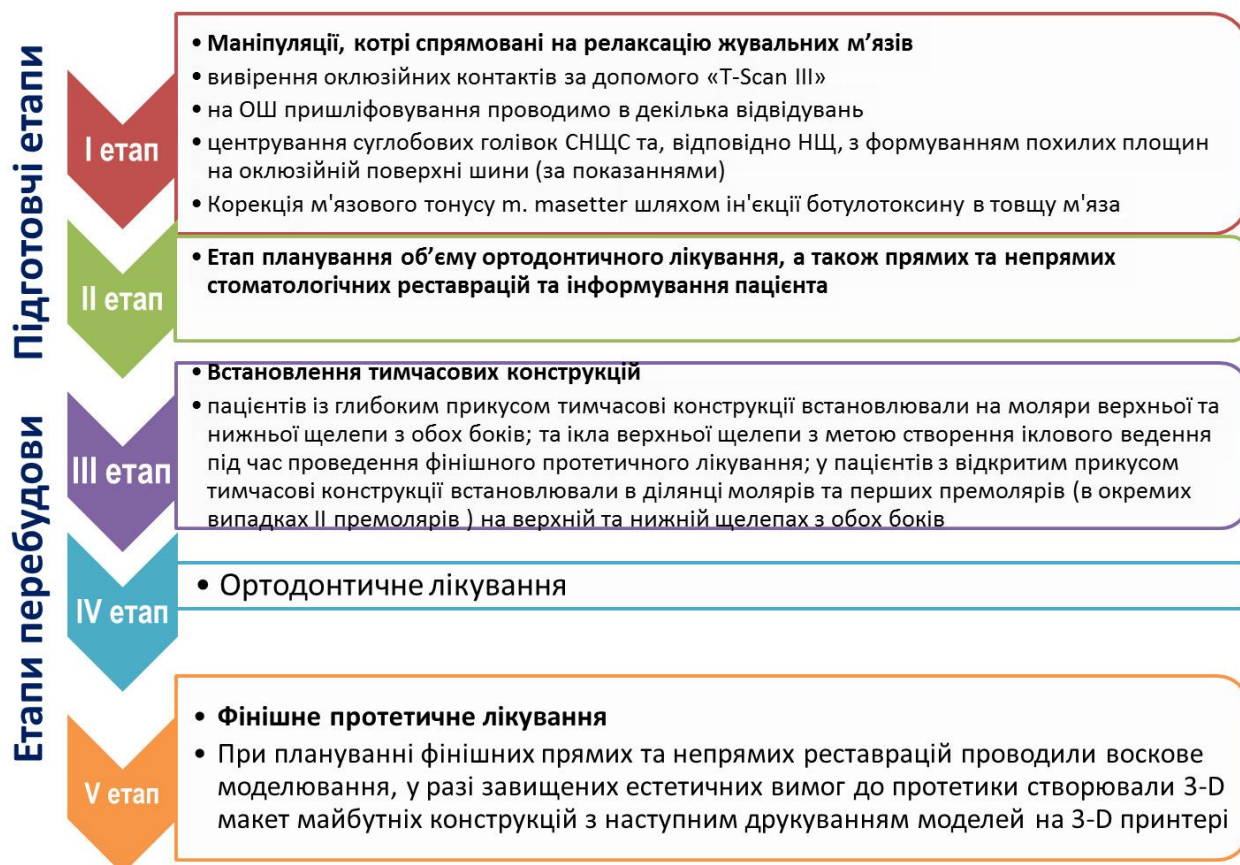 Підготовчі етапи
I етап
• Маніпуляції, котрі спрямовані на релаксацію жувальних м’язів
• вивірення оклюзійних контактів за допомого «T-Scan III»
• на ОШ пришліфовування проводимо в декілька відвідувань
• центрування суглобових голівок СНЩС та, відповідно НЩ, з формуванням похилих площин
на оклюзійній поверхні шини (за показаннями)
• Корекція м'язового тонусу m. masetter шляхом ін'єкції ботулотоксину в товщу м'яза
II етап
• Етап планування об’єму ортодонтичного лікування, а також прямих та непрямих
стоматологічних реставрацій та інформування пацієнта
Етапи перебудови
III етап
• Встановлення тимчасових конструкцій
• пацієнтів із глибоким прикусом тимчасові конструкції встановлювали на моляри верхньої та
нижньої щелепи з обох боків; та ікла верхньої щелепи з метою створення іклового ведення
під час проведення фінішного протетичного лікування; у пацієнтів з відкритим прикусом
тимчасові конструкції встановлювали в ділянці молярів та перших премолярів (в окремих
випадках II премолярів ) на верхній та нижній щелепах з обох боків
IV етап
• Ортодонтичне лікування
V етап
• Фінішне протетичне лікування
• При плануванні фінішних прямих та непрямих реставрацій проводили воскове
моделювання, у разі завищених естетичних вимог до протетики створювали 3-D
макет майбутніх конструкцій з наступним друкуванням моделей на 3-D принтері